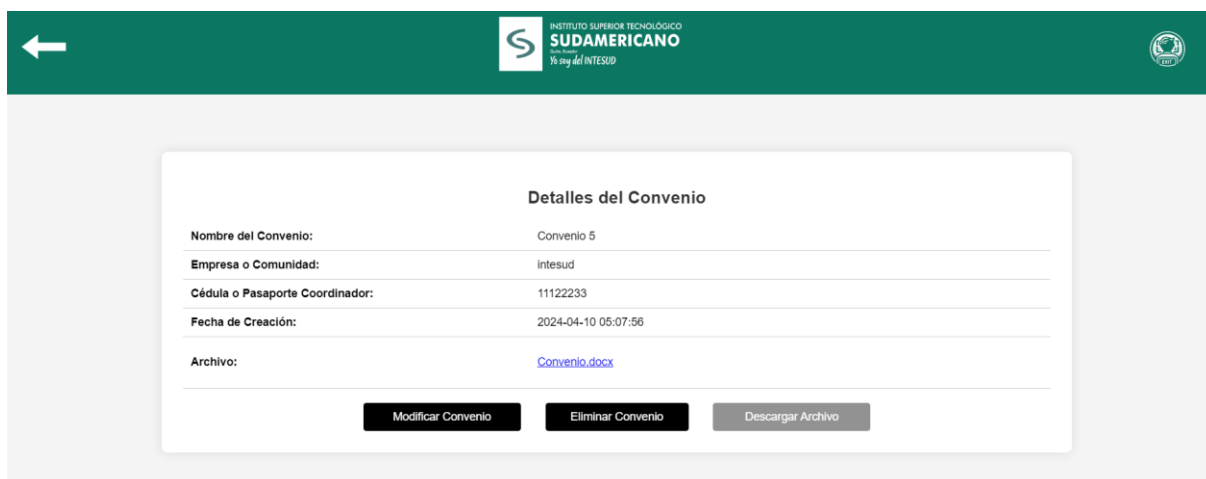 INSTITUTO SUPERIOR TECNOLÓGICO
SUDAMERICANO
Quito, Ecuador
Yo soy del INTESUD
EXIT
Detalles del Convenio
Nombre del Convenio: Convenio 5
Empresa o Comunidad: intesud
Cédula o Pasaporte Coordinador: 11122233
Fecha de Creación: 2024-04-10 05:07:56
Archivo: Convenio.docx
Modificar Convenio Eliminar Convenio Descargar Archivo